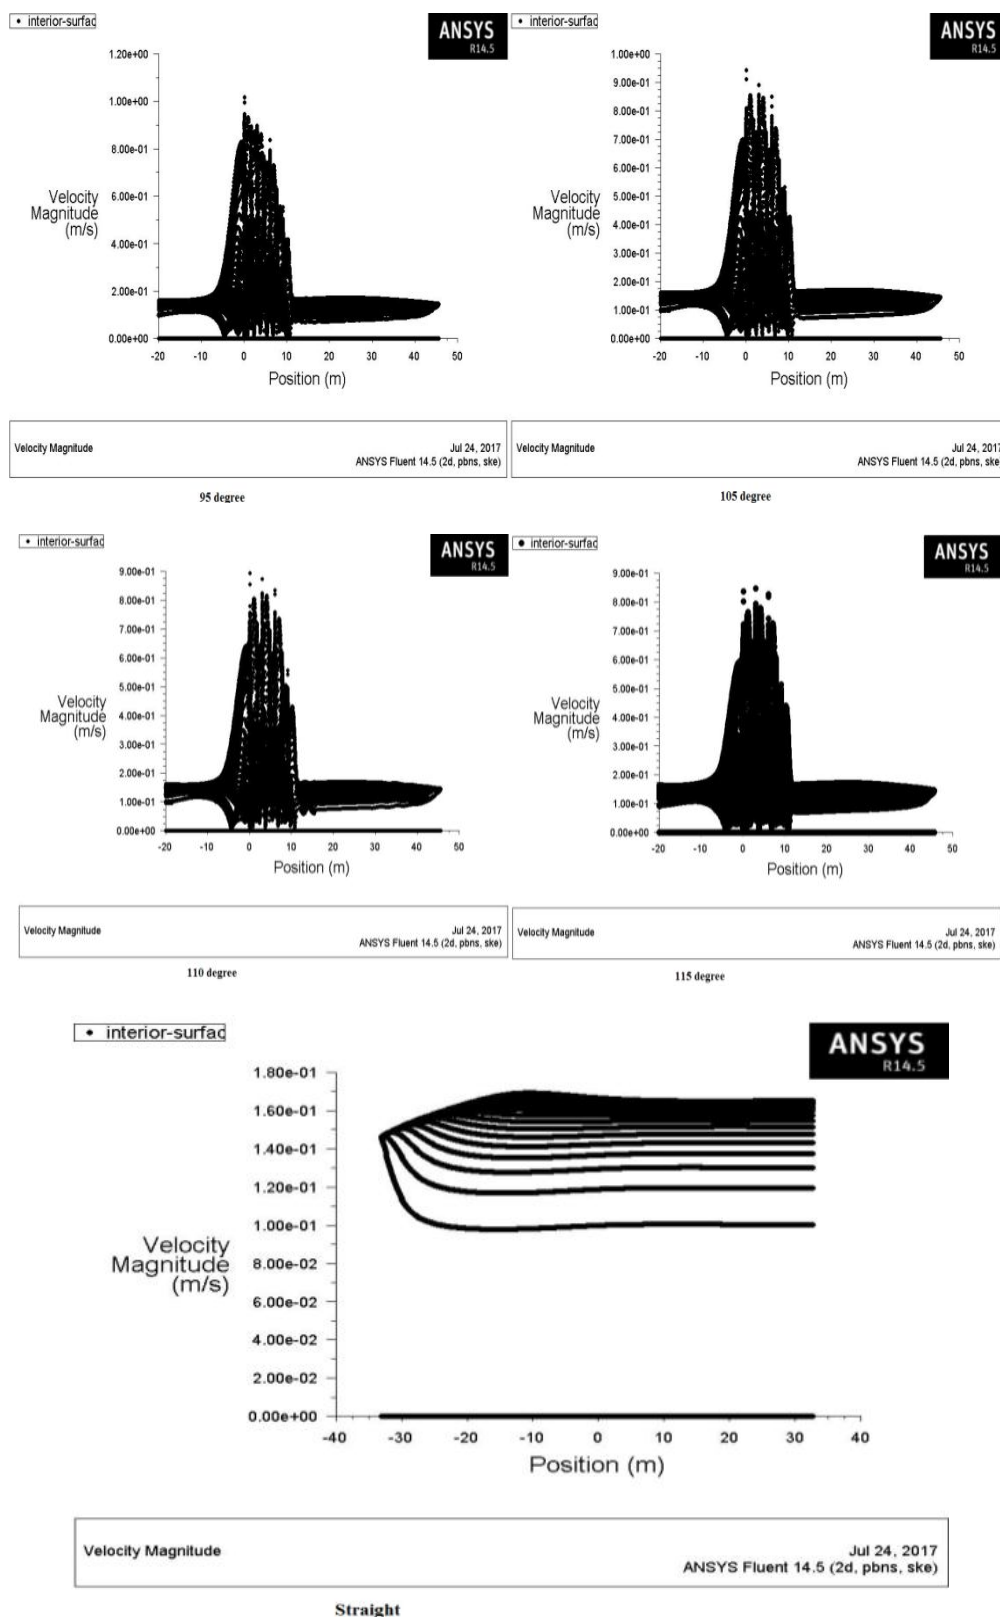 interior-surfac
ANSYS
R14.5
1.20e+00
1.00e+00
8.00e-01
6.00e-01
4.00e-01
2.00e-01
0.00e+00
Velocity
Magnitude
(m/s)
-20 -10 0 10 20 30 40 50
Position (m)
Velocity Magnitude
Jul 24, 2017
ANSYS Fluent 14.5 (2d, pbns, ske)
95 degree
interior-surfac
ANSYS
R14.5
1.00e+00
9.00e-01
8.00e-01
7.00e-01
6.00e-01
5.00e-01
4.00e-01
3.00e-01
2.00e-01
1.00e-01
0.00e+00
Velocity
Magnitude
(m/s)
-20 -10 0 10 20 30 40 50
Position (m)
Velocity Magnitude
Jul 24, 2017
ANSYS Fluent 14.5 (2d, pbns, ske)
105 degree
interior-surfac
ANSYS
R14.5
9.00e-01
8.00e-01
7.00e-01
6.00e-01
5.00e-01
4.00e-01
3.00e-01
2.00e-01
1.00e-01
0.00e+00
Velocity
Magnitude
(m/s)
-20 -10 0 10 20 30 40 50
Position (m)
Velocity Magnitude
Jul 24, 2017
ANSYS Fluent 14.5 (2d, pbns, ske)
110 degree
interior-surfac
ANSYS
R14.5
9.00e-01
8.00e-01
7.00e-01
6.00e-01
5.00e-01
4.00e-01
3.00e-01
2.00e-01
1.00e-01
0.00e+00
Velocity
Magnitude
(m/s)
-20 -10 0 10 20 30 40 50
Position (m)
Velocity Magnitude
Jul 24, 2017
ANSYS Fluent 14.5 (2d, pbns, ske)
115 degree
interior-surfac
ANSYS
R14.5
1.80e-01
1.60e-01
1.40e-01
1.20e-01
1.00e-01
8.00e-02
6.00e-02
4.00e-02
2.00e-02
0.00e+00
Velocity
Magnitude
(m/s)
-40 -30 -20 -10 0 10 20 30 40
Position (m)
Velocity Magnitude
Jul 24, 2017
ANSYS Fluent 14.5 (2d, pbns, ske)
Straight